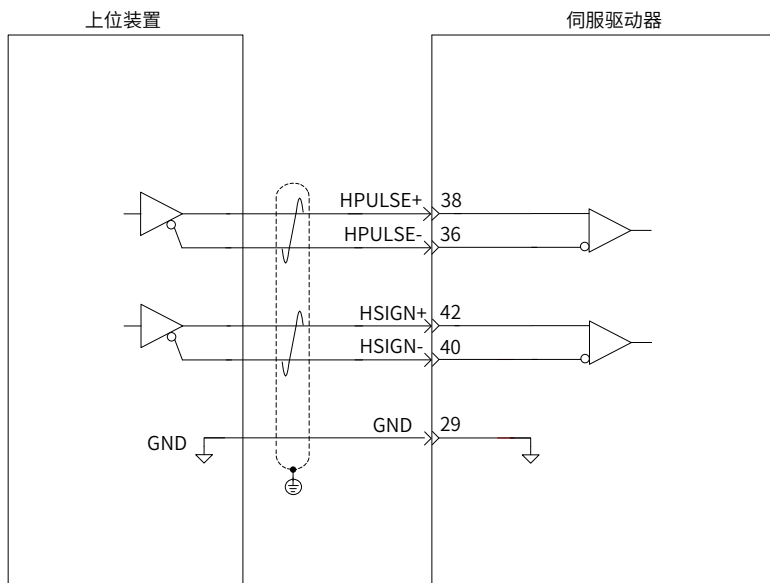 上位装置 伺服驱动器
HPULSE+ 38
HPULSE- 36
HSIGN+ 42
HSIGN- 40
GND GND 29